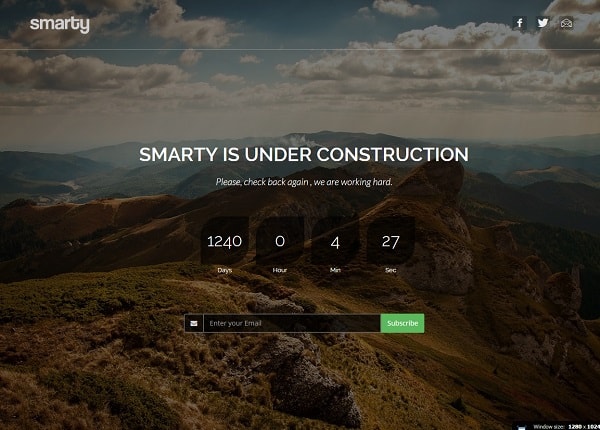 smarty
SMARTY IS UNDER CONSTRUCTION
Please, check back again , we are working hard.
1240 0 4 27
Days Hour Min Sec
Enter your Email Subscribe
Window size: 1280 x 1024